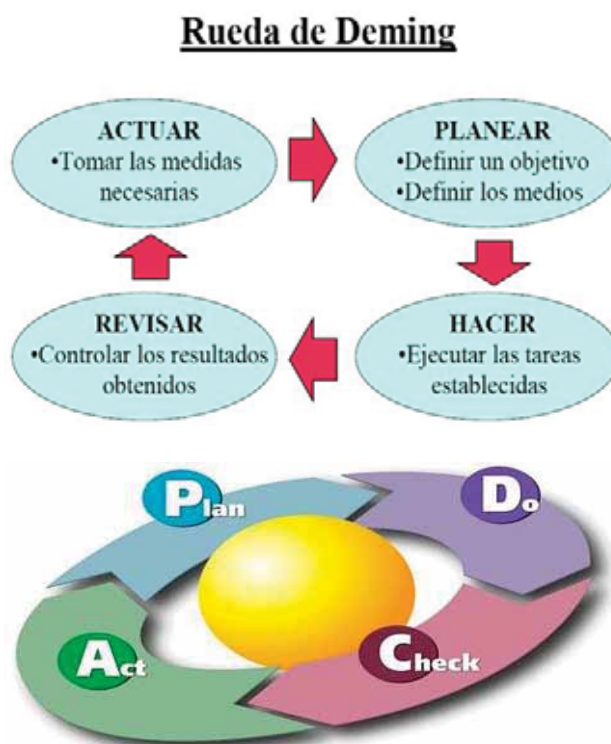 Rueda de Deming
ACTUAR
•Tomar las medidas
necesarias
PLANEAR
•Definir un objetivo
•Definir los medios
REVISAR
•Controlar los resultados
obtenidos
HACER
•Ejecutar las tareas
establecidas
Plan
Do
Act
Check